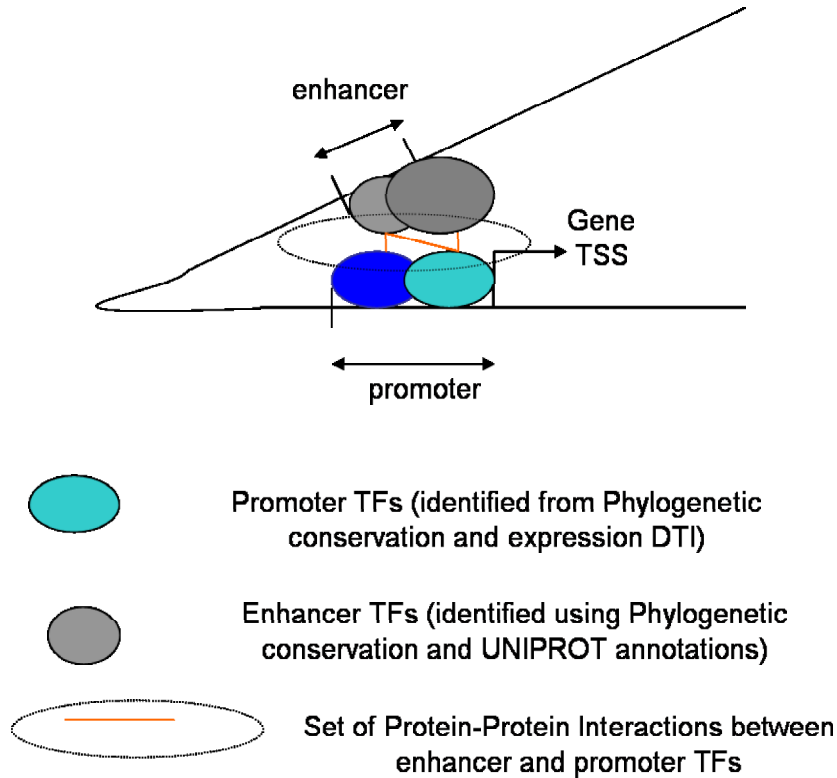 enhancer
Gene
TSS
promoter
Promoter TFs (identified from Phylogenetic
conservation and expression DTI)
Enhancer TFs (identified using Phylogenetic
conservation and UNIPROT annotations)
Set of Protein-Protein Interactions between
enhancer and promoter TFs